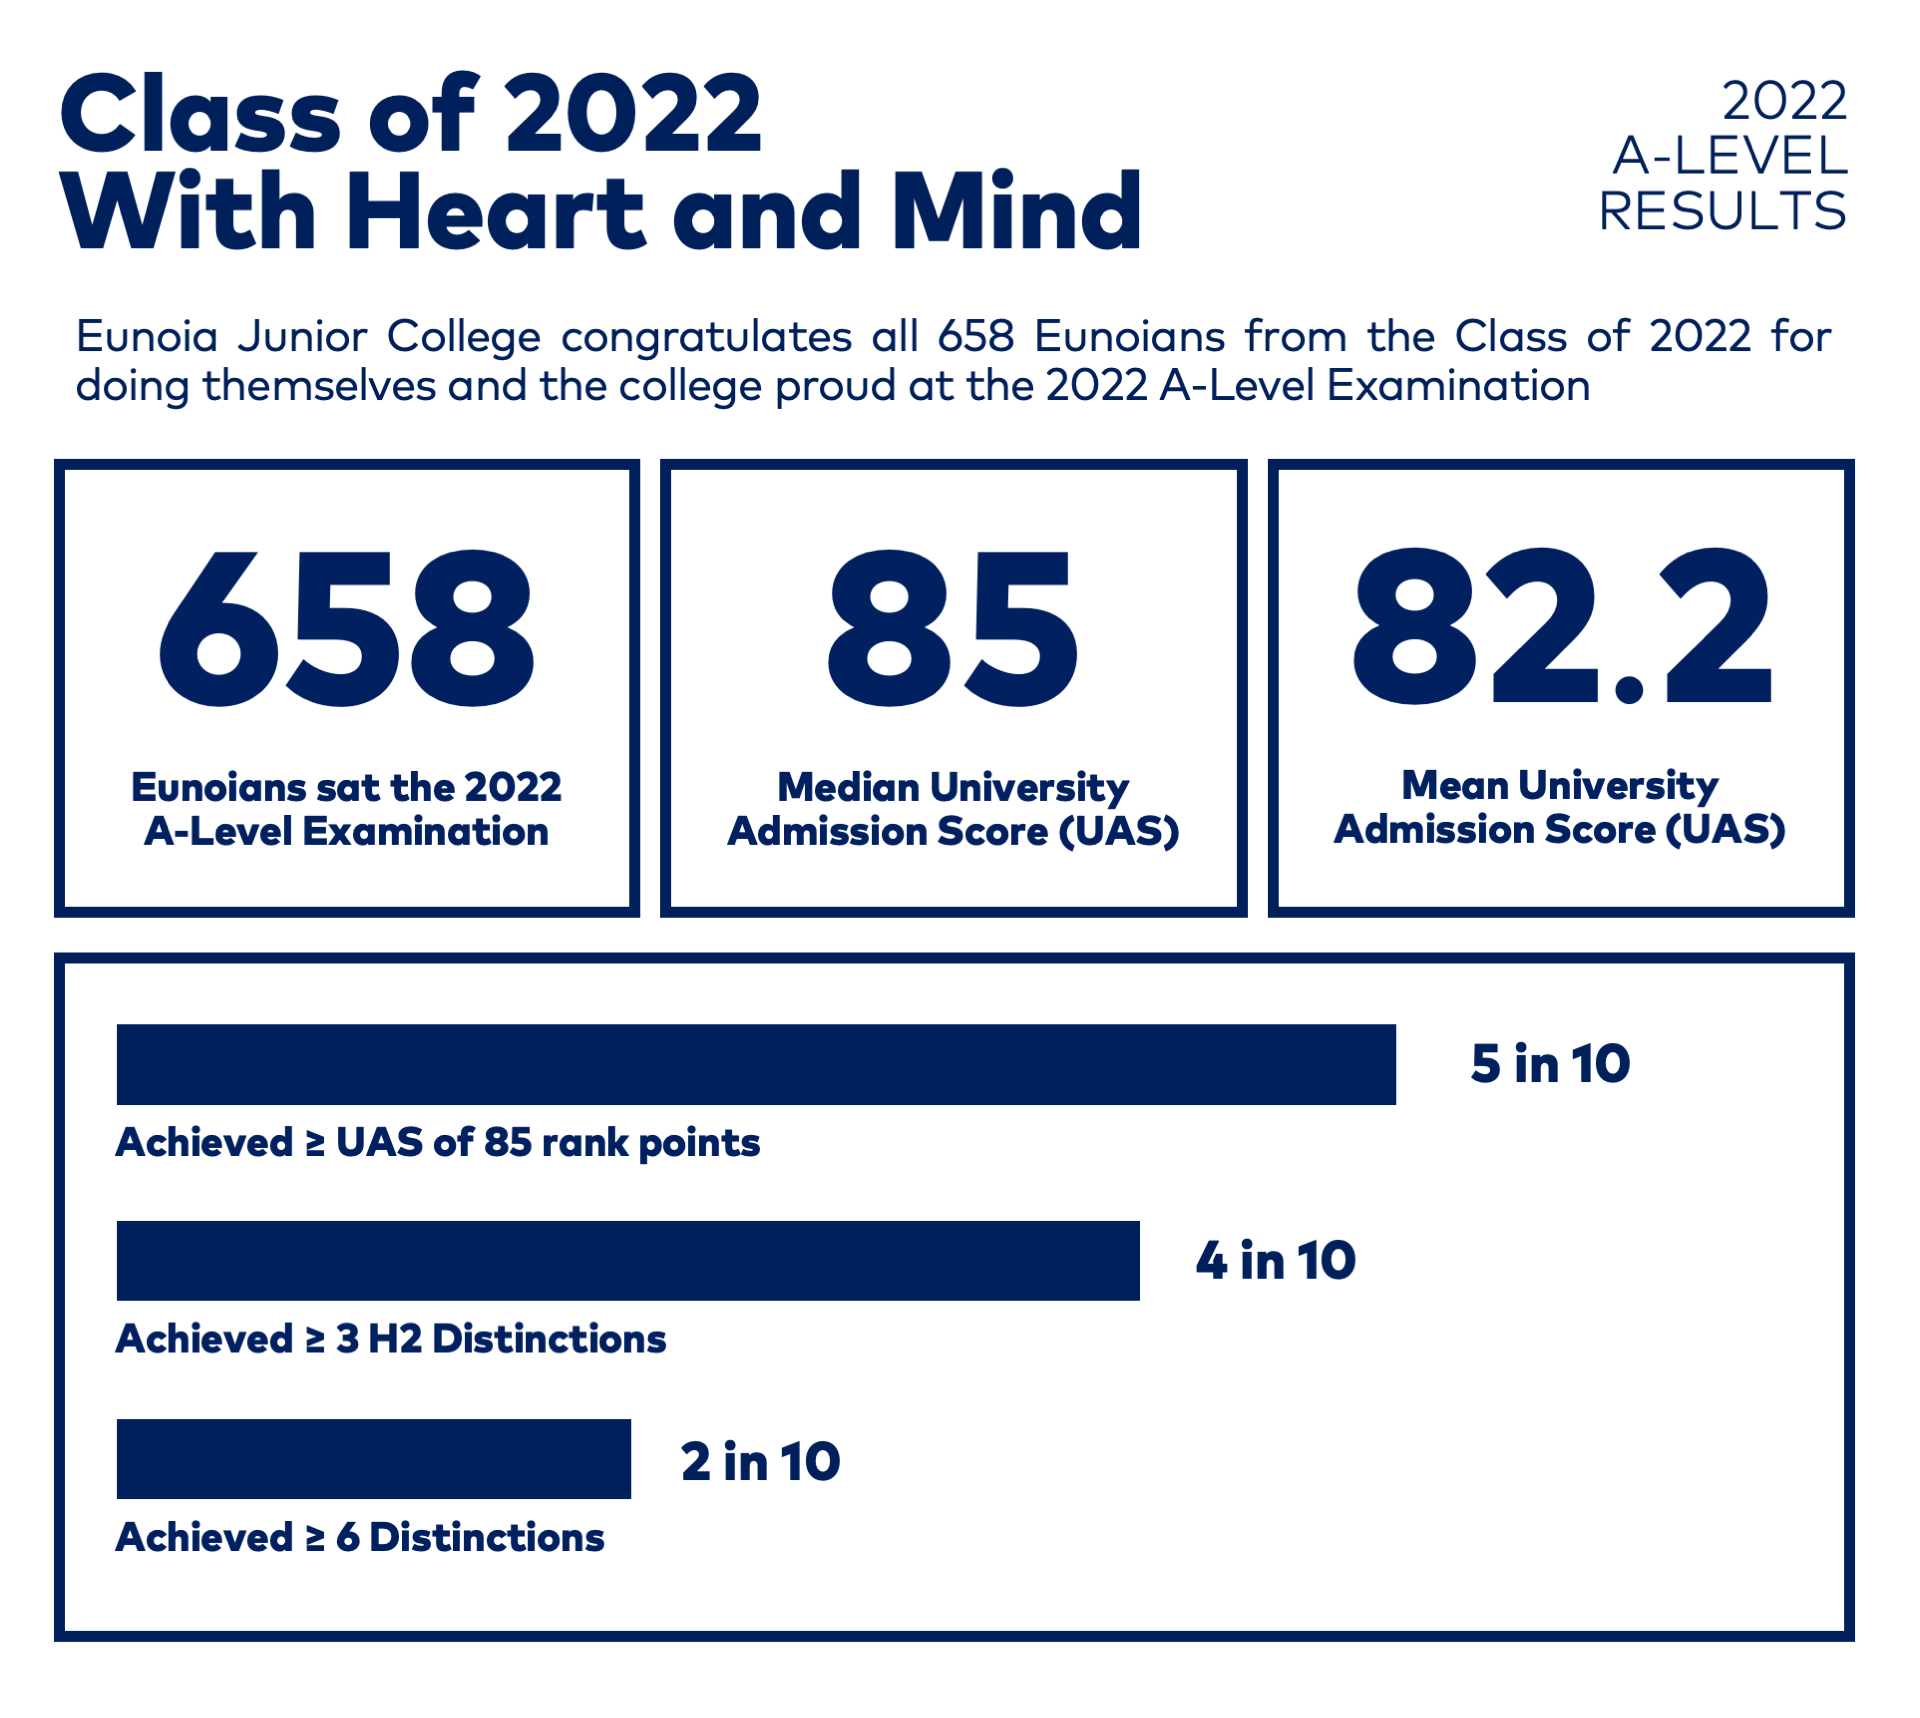 Class of 2022
With Heart and Mind
2022
A-LEVEL
RESULTS
Eunoia Junior College congratulates all 658 Eunoians from the Class of 2022 for
doing themselves and the college proud at the 2022 A-Level Examination
658
Eunoians sat the 2022
A-Level Examination
85
Median University
Admission Score (UAS)
82.2
Mean University
Admission Score (UAS)
5 in 10
Achieved ≥ UAS of 85 rank points
4 in 10
Achieved ≥ 3 H2 Distinctions
2 in 10
Achieved ≥ 6 Distinctions